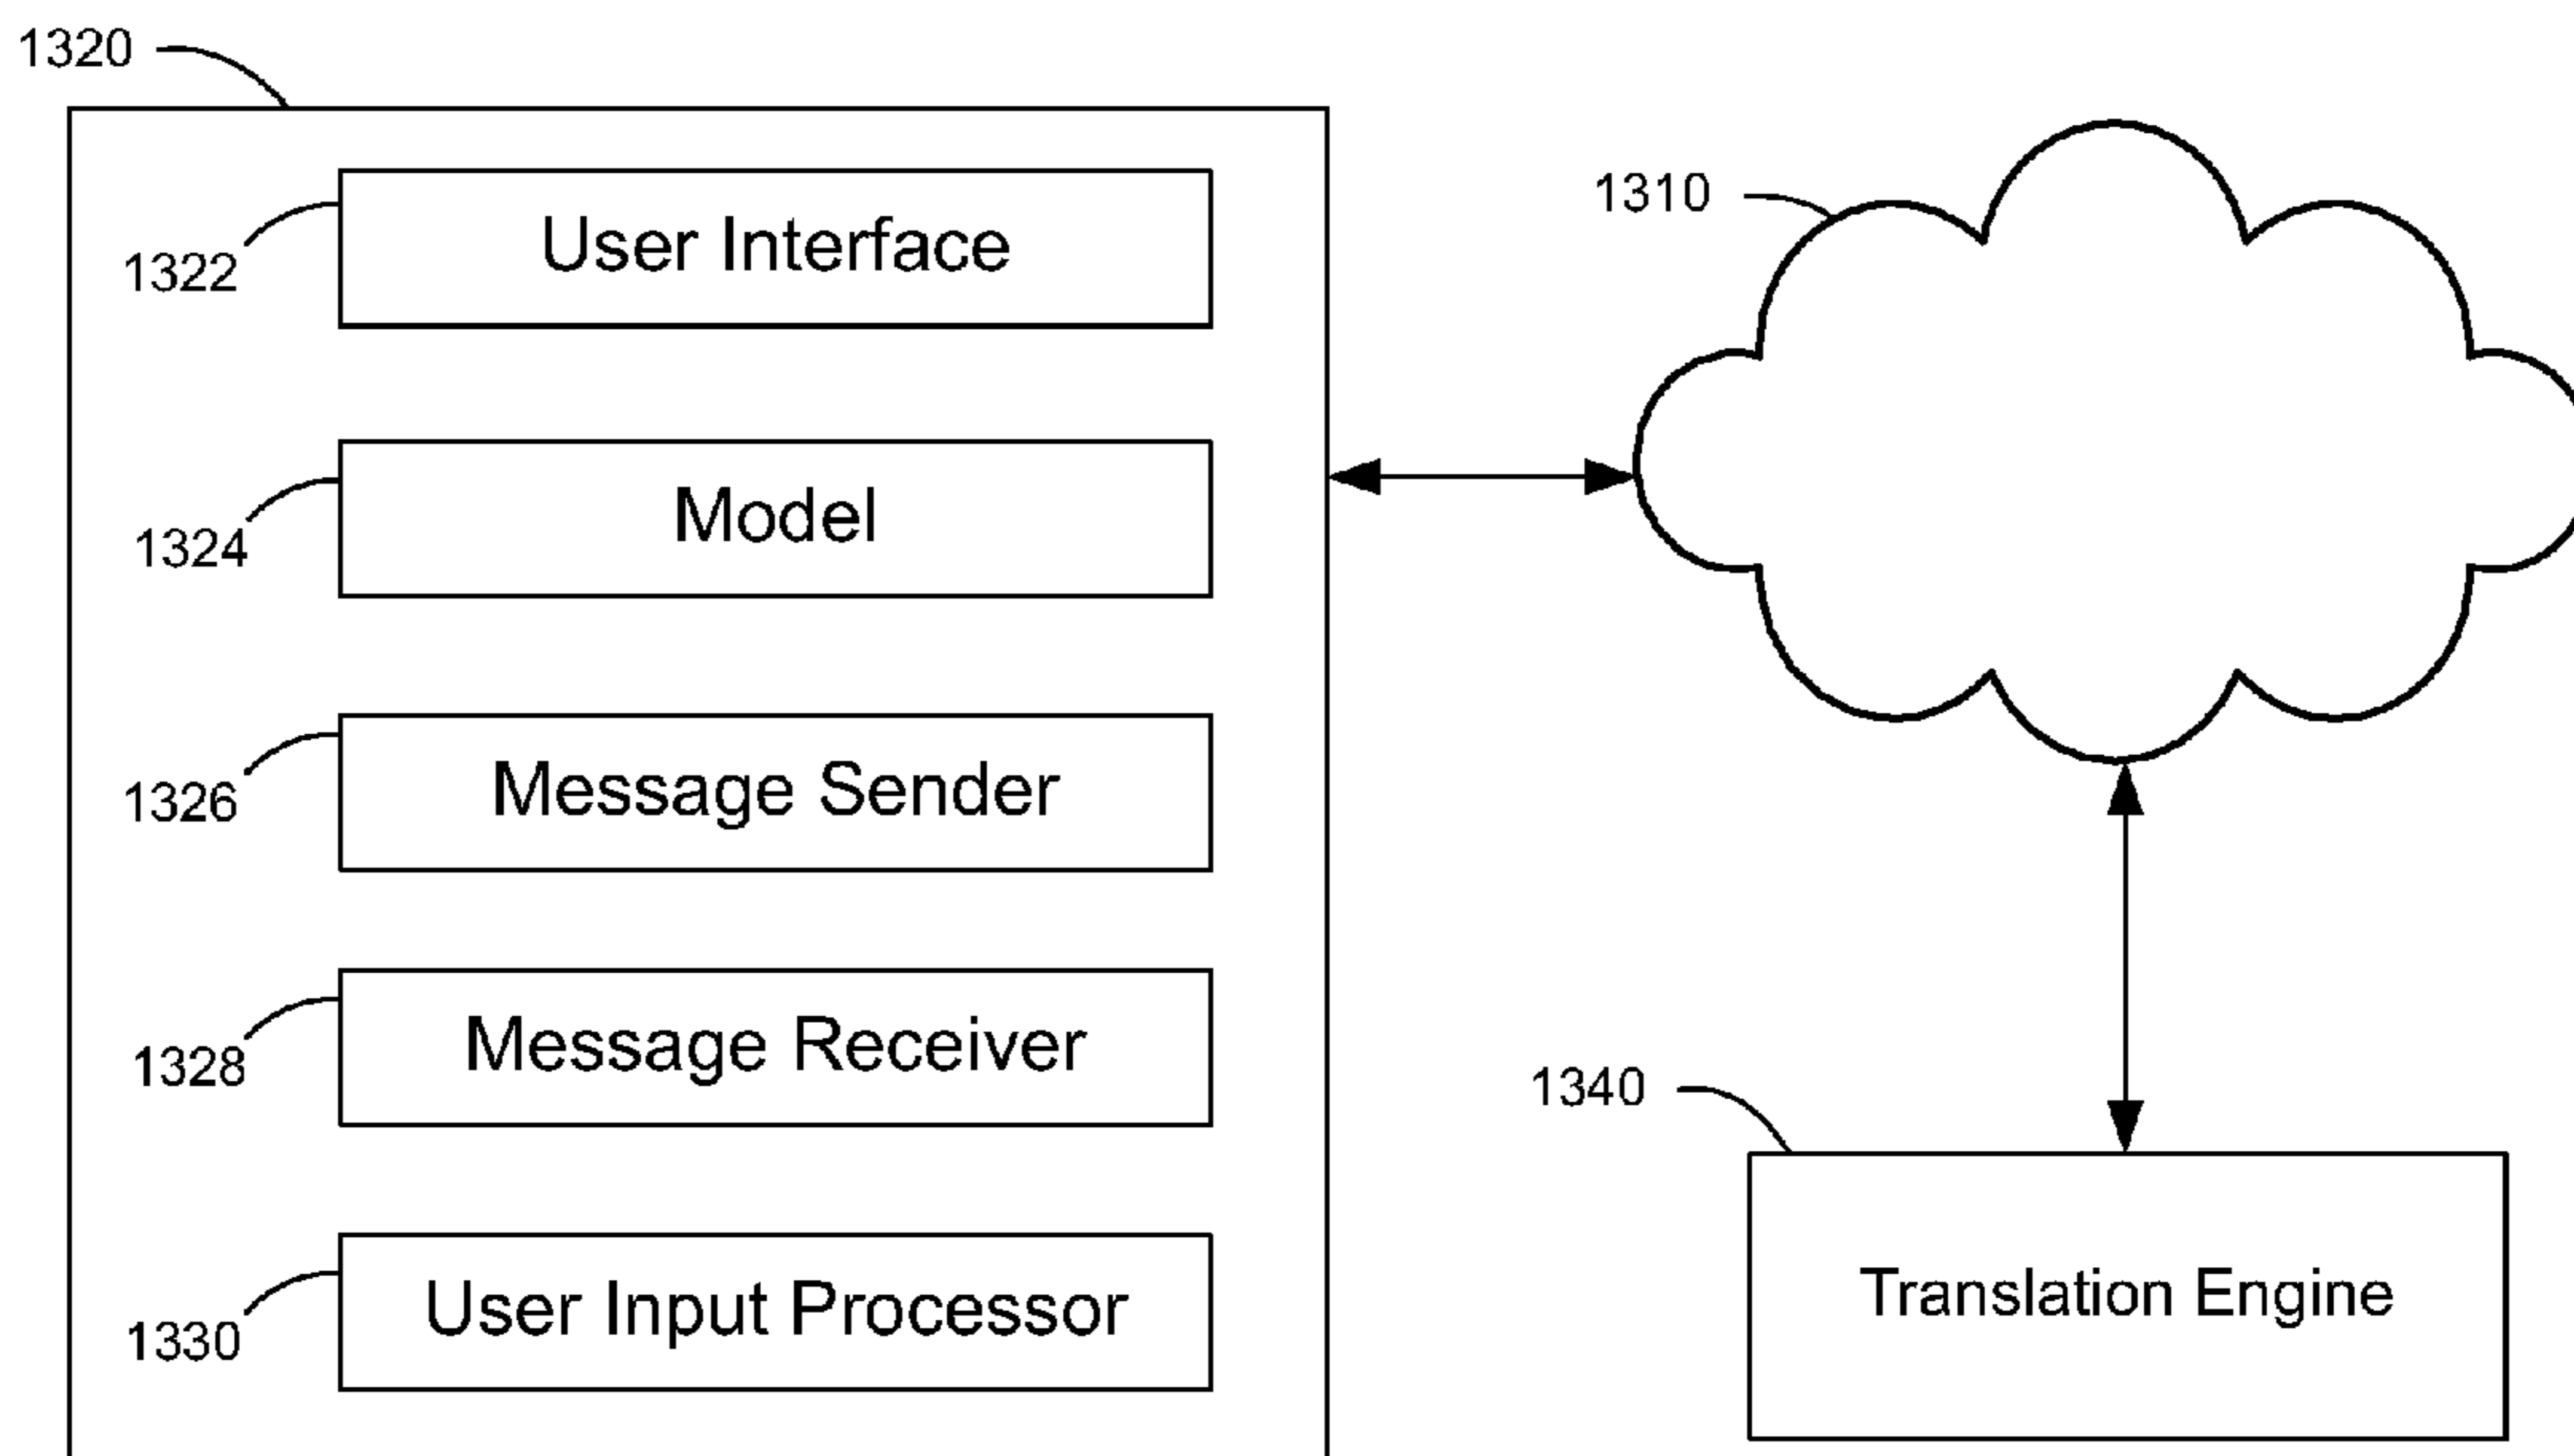 1320
User Interface
1322
1310
Model
1324
Message Sender
1326
Message Receiver
1328
1340
User Input Processor
1330
Translation Engine